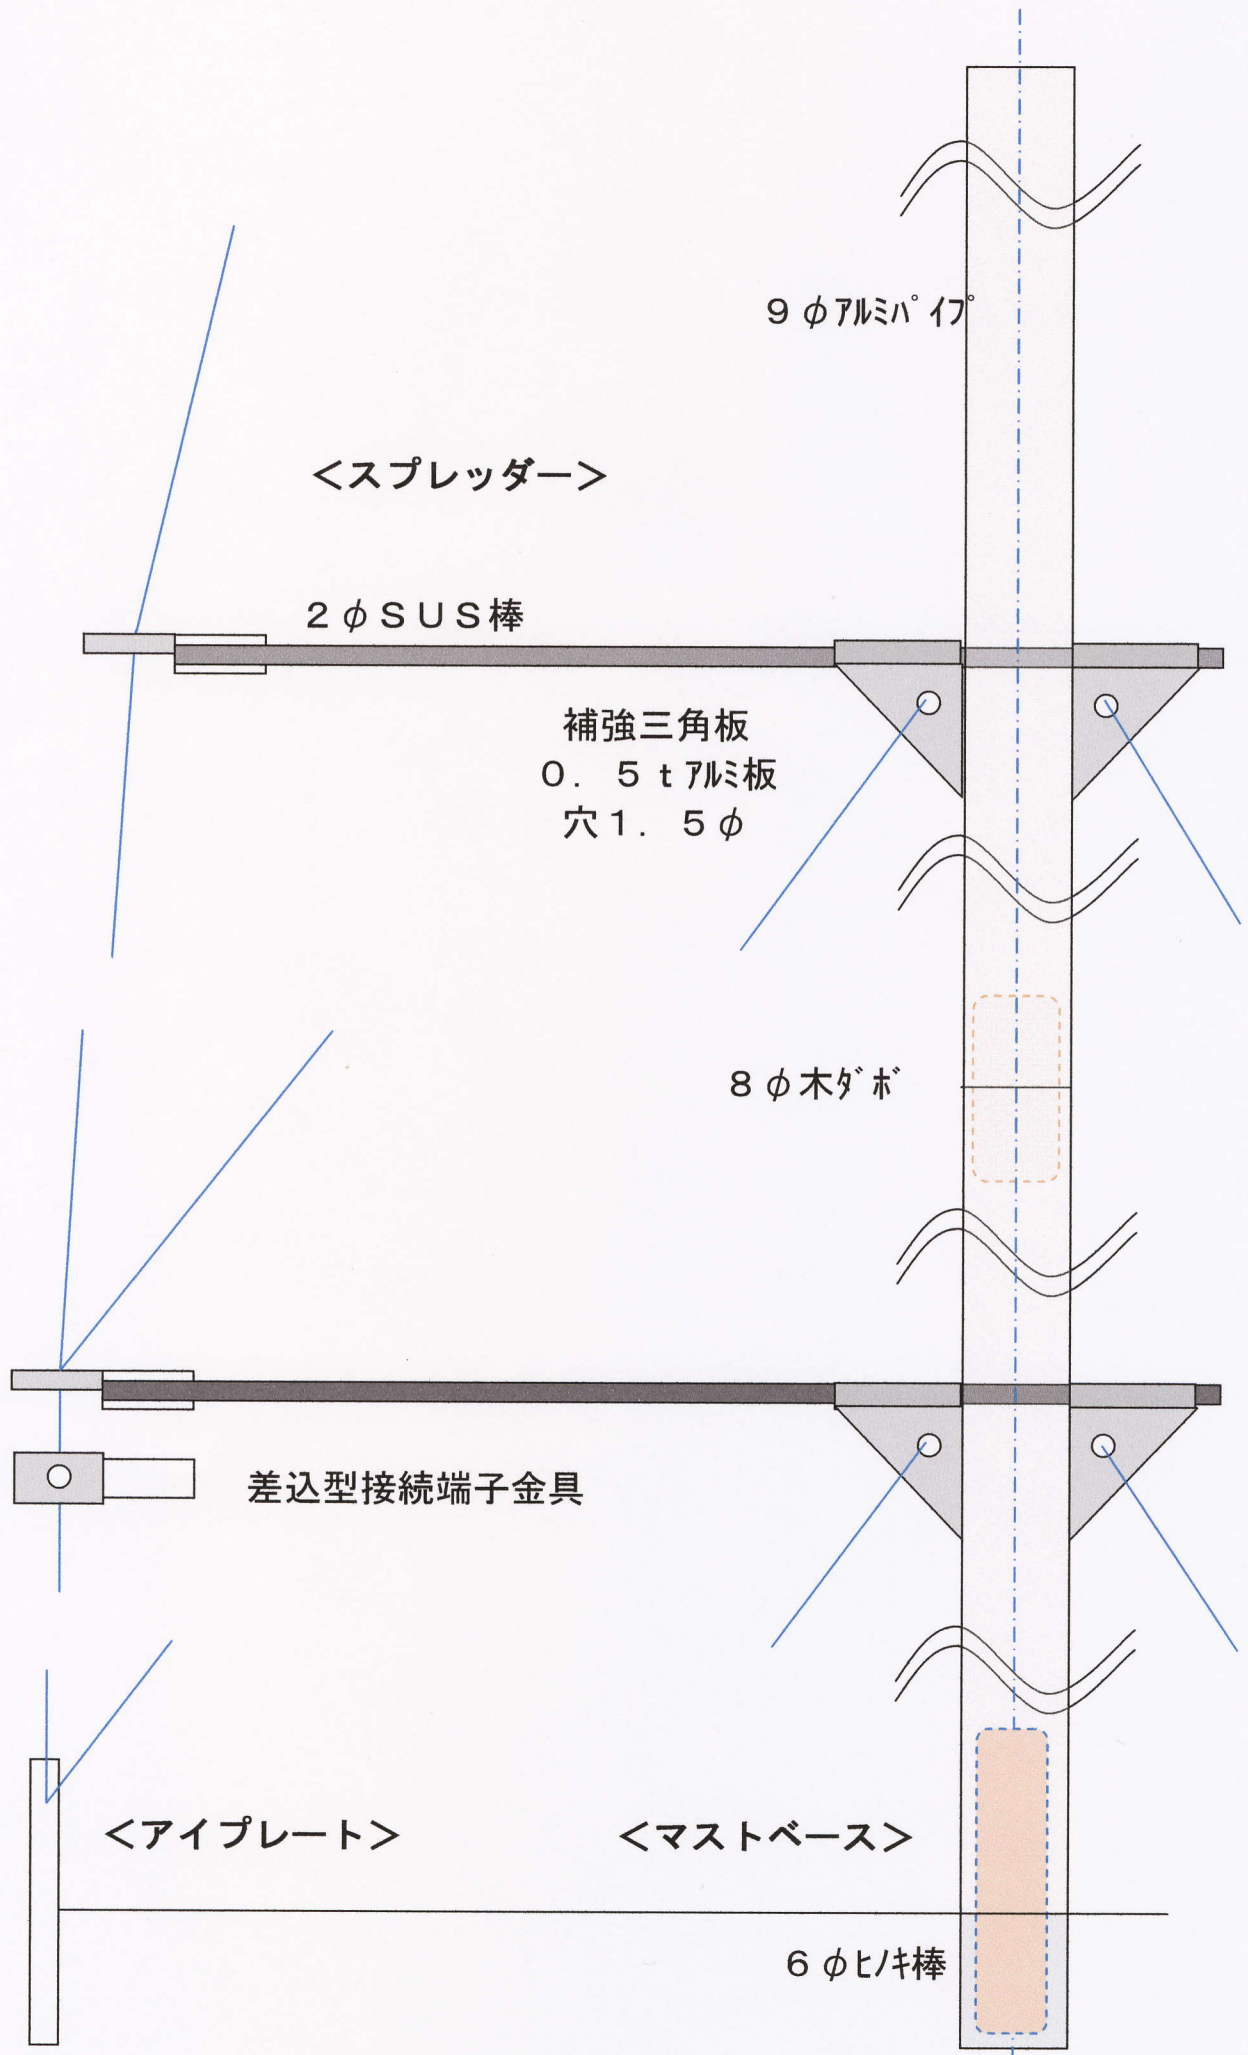 9φｱﾙﾐﾊﾟｲﾌﾟ
＜スプレッダー＞
２φＳＵＳ棒
補強三角板
０．５ｔｱﾙﾐ板
穴１．５φ
８φ木ﾀﾞﾎﾞ
差込型接続端子金具
＜アイプレート＞
＜マストベース＞
６φﾋﾉｷ棒